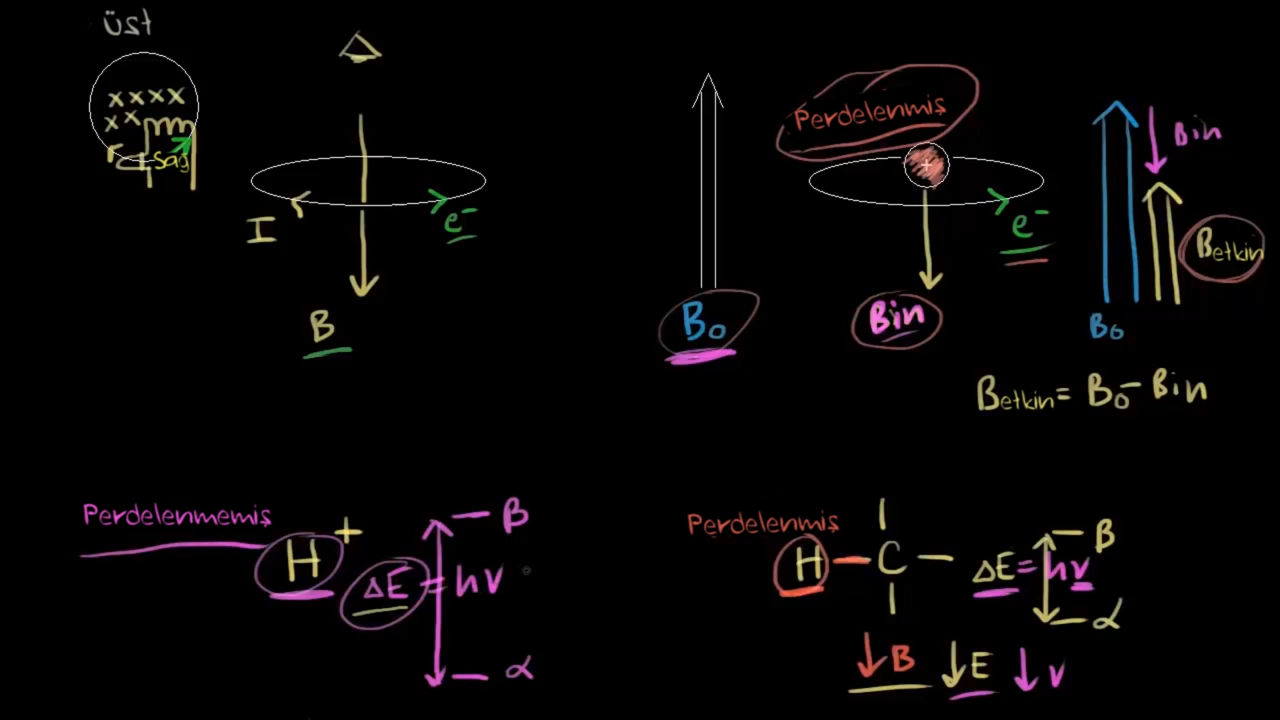 üst
xxxx
xx
sağ
I
e⁻
B
B₀
Perdelenmiş
e⁻
Bin
Bin
Betkin
B₀
Betkin = B₀ - Bin
Perdelenmemiş
H⁺
ΔE = hν
β
α
Perdelenmiş
H - C -
ΔE = hν
β
α
↓B ↓E ↓ν